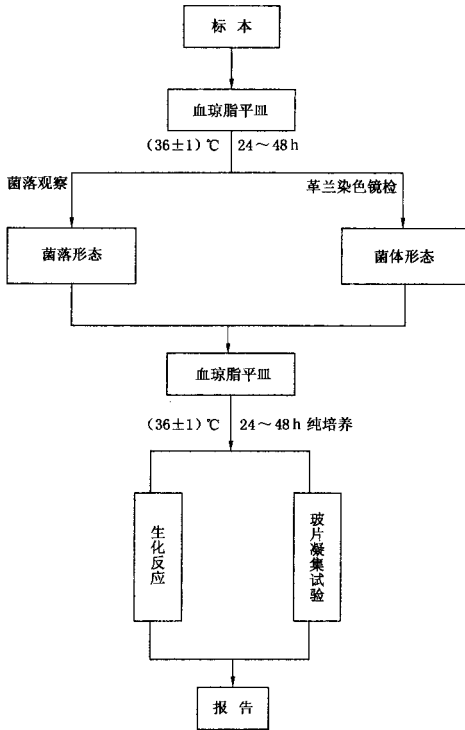 标 本
血琼脂平皿
(36±1)℃ 24～48h
菌落观察
革兰染色镜检
菌落形态
菌体形态
血琼脂平皿
(36±1)℃ 24～48h 纯培养
生化反应
玻片凝集试验
报 告